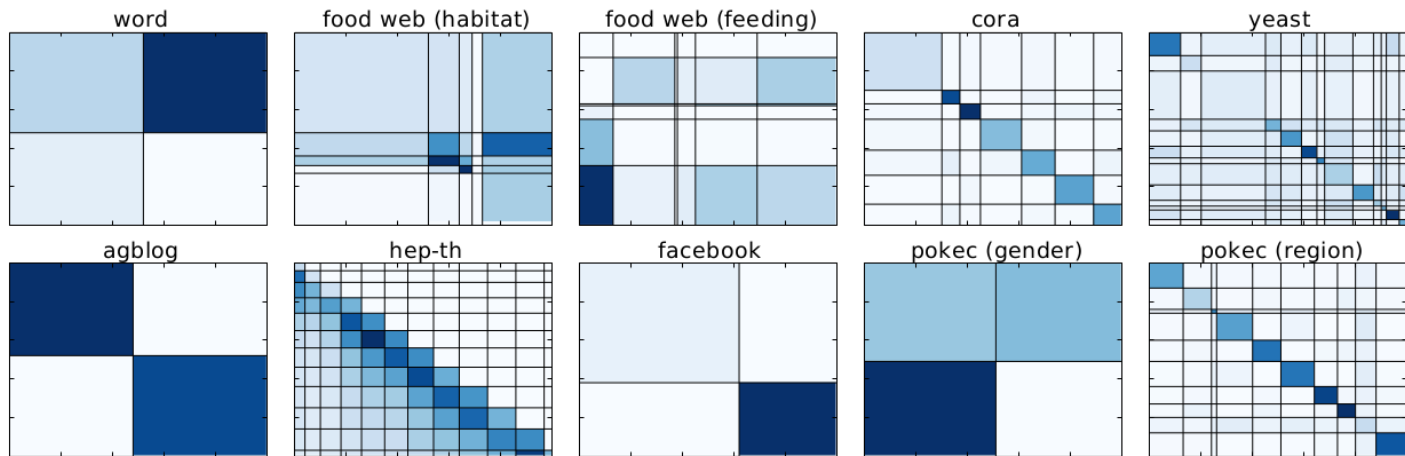 word
food web (habitat)
food web (feeding)
cora
yeast
agblog
hep-th
facebook
pokec (gender)
pokec (region)